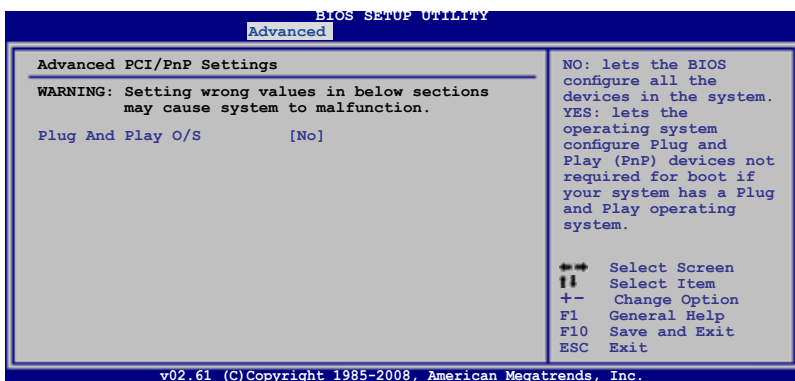 BIOS SETUP UTILITY
Advanced
Advanced PCI/PnP Settings
WARNING: Setting wrong values in below sections
may cause system to malfunction.
Plug And Play O/S [No]
NO: lets the BIOS
configure all the
devices in the system.
YES: lets the
operating system
configure Plug and
Play (PnP) devices not
required for boot if
your system has a Plug
and Play operating
system.
←→ Select Screen
↑↓ Select Item
+- Change Option
F1 General Help
F10 Save and Exit
ESC Exit
v02.61 (C)Copyright 1985-2008, American Megatrends, Inc.